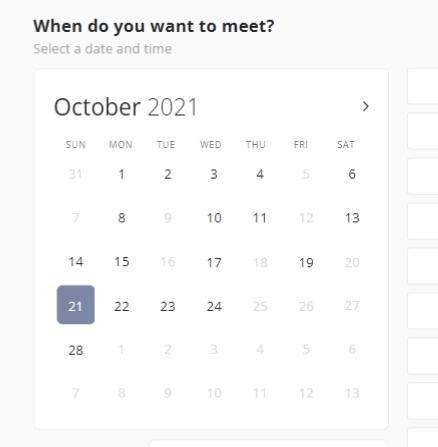 When do you want to meet?
Select a date and time
October 2021 >
SUN MON TUE WED THU FRI SAT
31 1 2 3 4 5 6
7 8 9 10 11 12 13
14 15 16 17 18 19 20
21 22 23 24 25 26 27
28 1 2 3 4 5 6
7 8 9 10 11 12 13